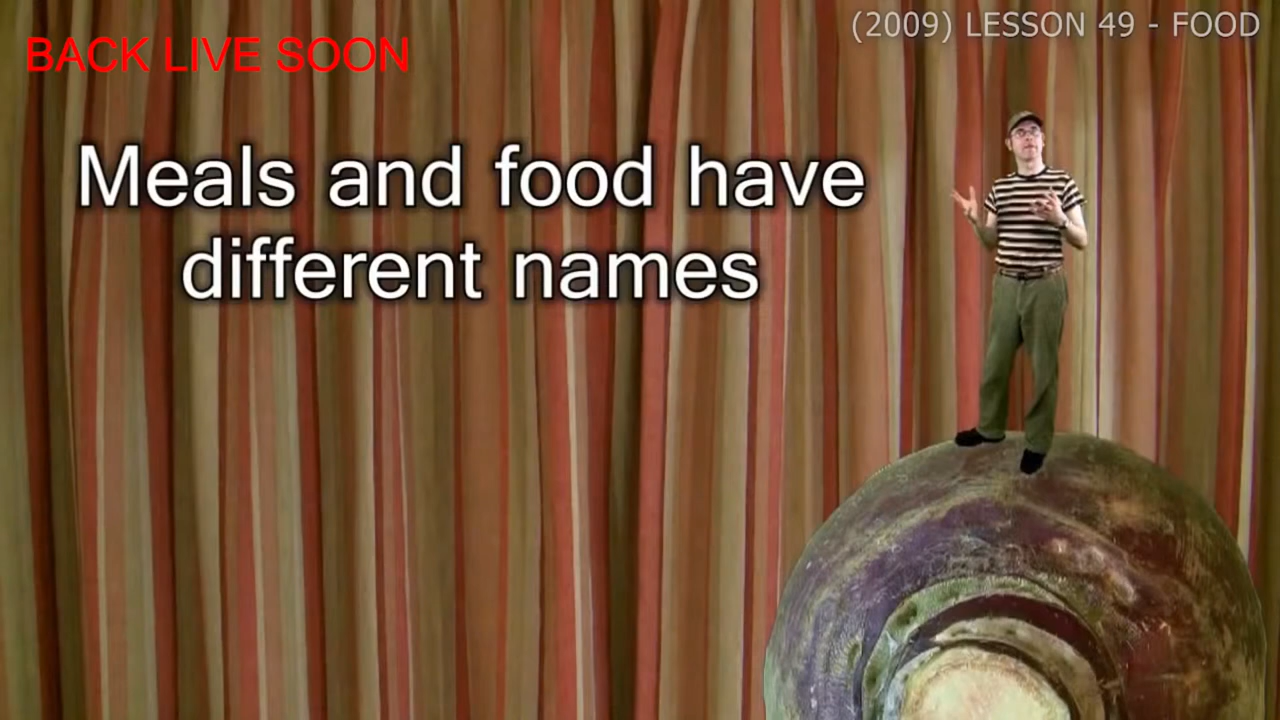 (2009) LESSON 49 - FOOD
BACK LIVE SOON
Meals and food have
different names